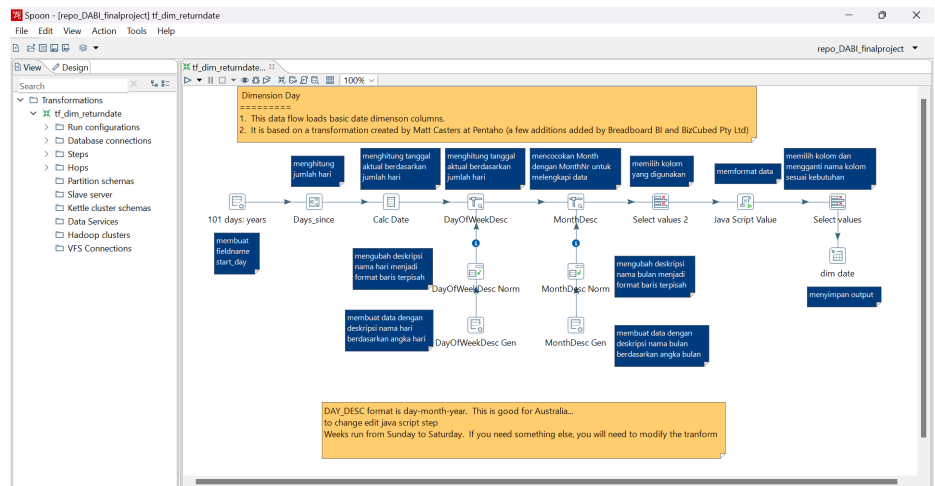 Spoon - [repo_DABI_finalproject] tf_dim_returndate
File Edit View Action Tools Help
repo_DABI_finalproject
View Design
Search
Transformations
tf_dim_returndate
Run configurations
Database connections
Steps
Hops
Partition schemas
Slave server
Kettle cluster schemas
Data Services
Hadoop clusters
VFS Connections
tf_dim_returndate...
100%
Dimension Day
=========
1. This data flow loads basic date dimenson columns.
2. It is based on a transformation created by Matt Casters at Pentaho (a few additions added by Breadboard BI and BizCubed Pty Ltd)
menghitung
jumlah hari
menghitung tanggal
aktual berdasarkan
jumlah hari
menghitung tanggal
aktual berdasarkan
jumlah hari
mencocokan Month
dengan MonthNr untuk
melengkapi data
memilih kolom
yang digunakan
memformat data
memilih kolom dan
mengganti nama kolom
sesuai kebutuhan
101 days: years
Days_since
Calc Date
DayOfWeekDesc
MonthDesc
Select values 2
Java Script Value
Select values
membuat
fieldname
start_day
mengubah deskripsi
nama hari menjadi
format baris terpisah
DayOfWeekDesc Norm
MonthDesc Norm
mengubah deskripsi
nama bulan menjadi
format baris terpisah
dim date
menyimpan output
membuat data dengan
deskripsi nama hari
berdasarkan angka hari
DayOfWeekDesc Gen
MonthDesc Gen
membuat data dengan
deskripsi nama bulan
berdasarkan angka bulan
DAY_DESC format is day-month-year. This is good for Australia...
to change edit java script step
Weeks run from Sunday to Saturday. If you need something else, you will need to modify the tranform